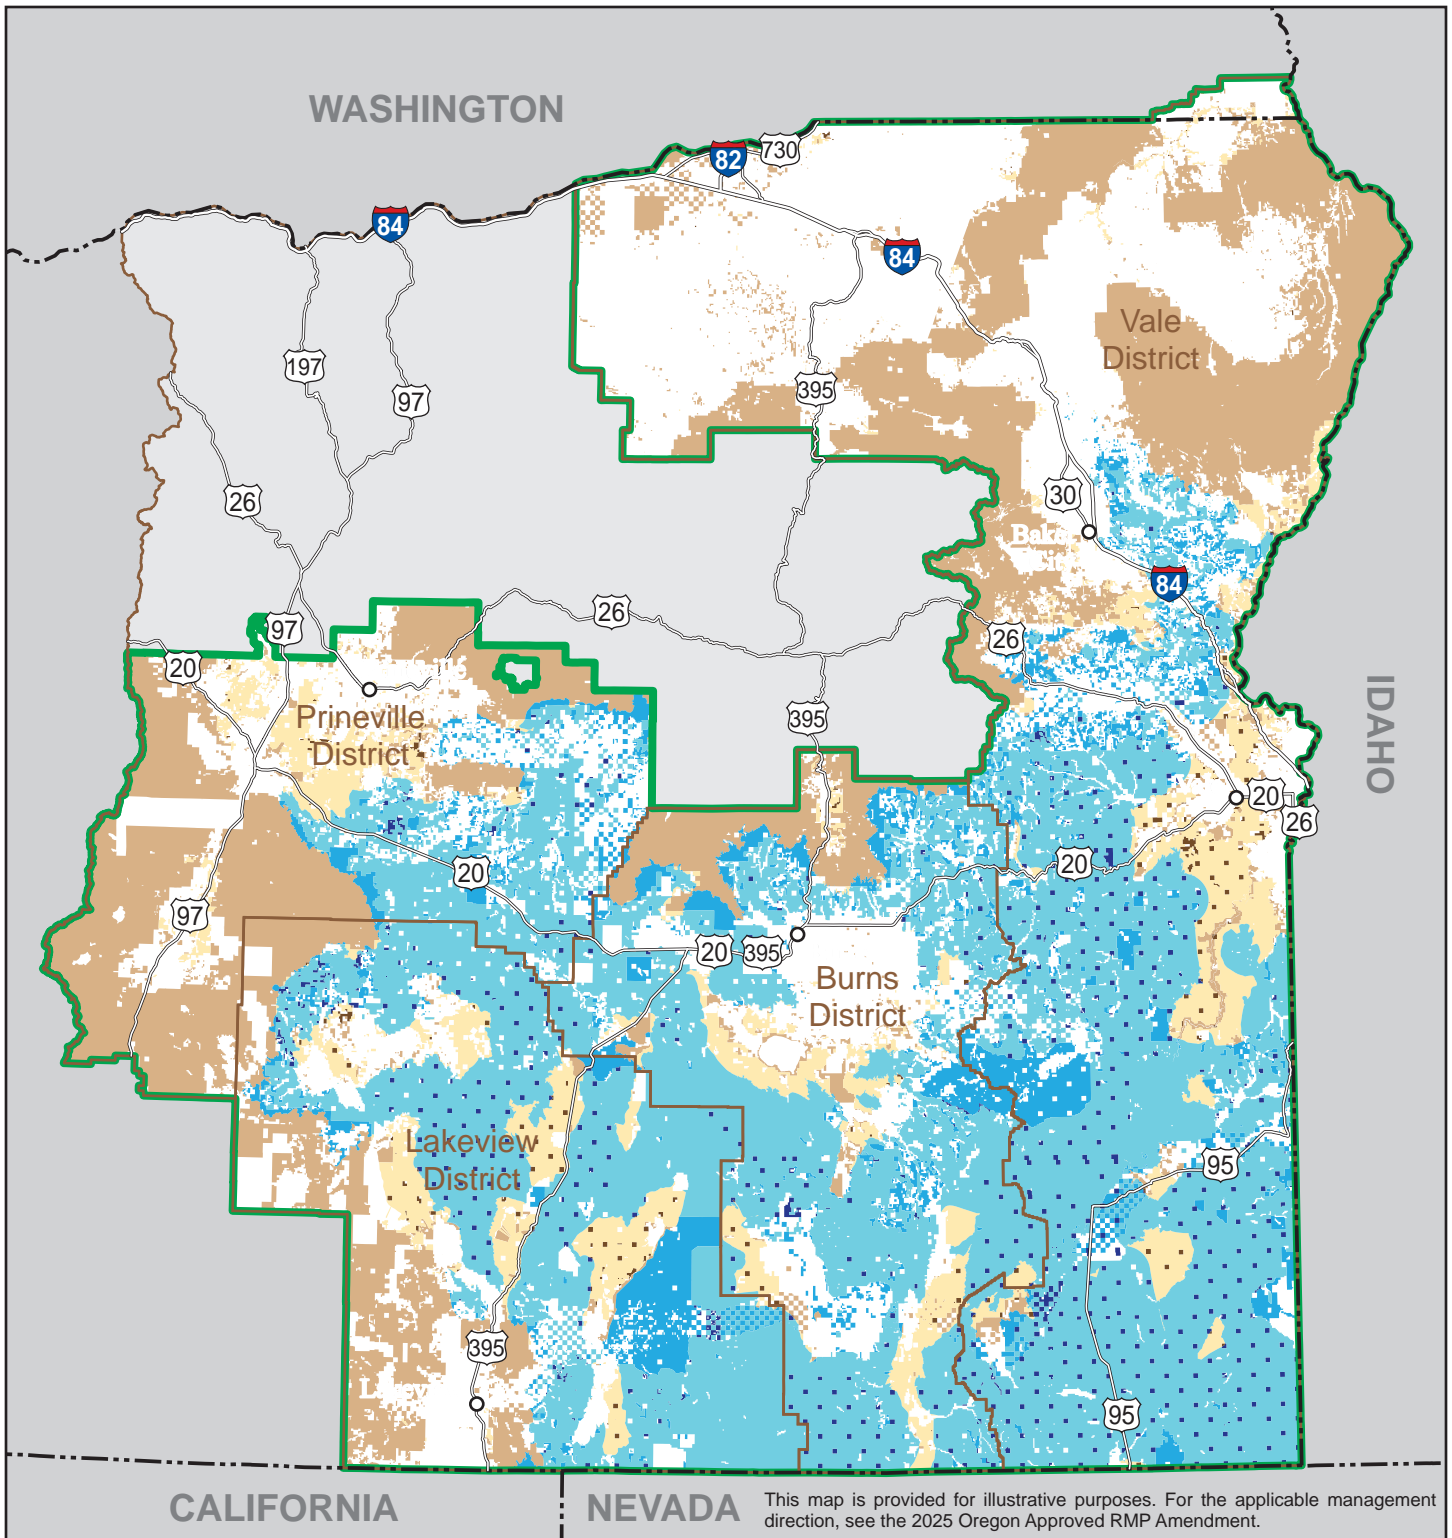 WASHINGTON
82
730
84
84
197
97
395
Vale
District
26
30
Baker
84
97
26
26
20
IDAHO
Prineville
District
395
20
26
20
20
97
20
395
Burns
District
Lakeview
District
95
395
95
CALIFORNIA
NEVADA
This map is provided for illustrative purposes. For the applicable management
direction, see the 2025 Oregon Approved RMP Amendment.